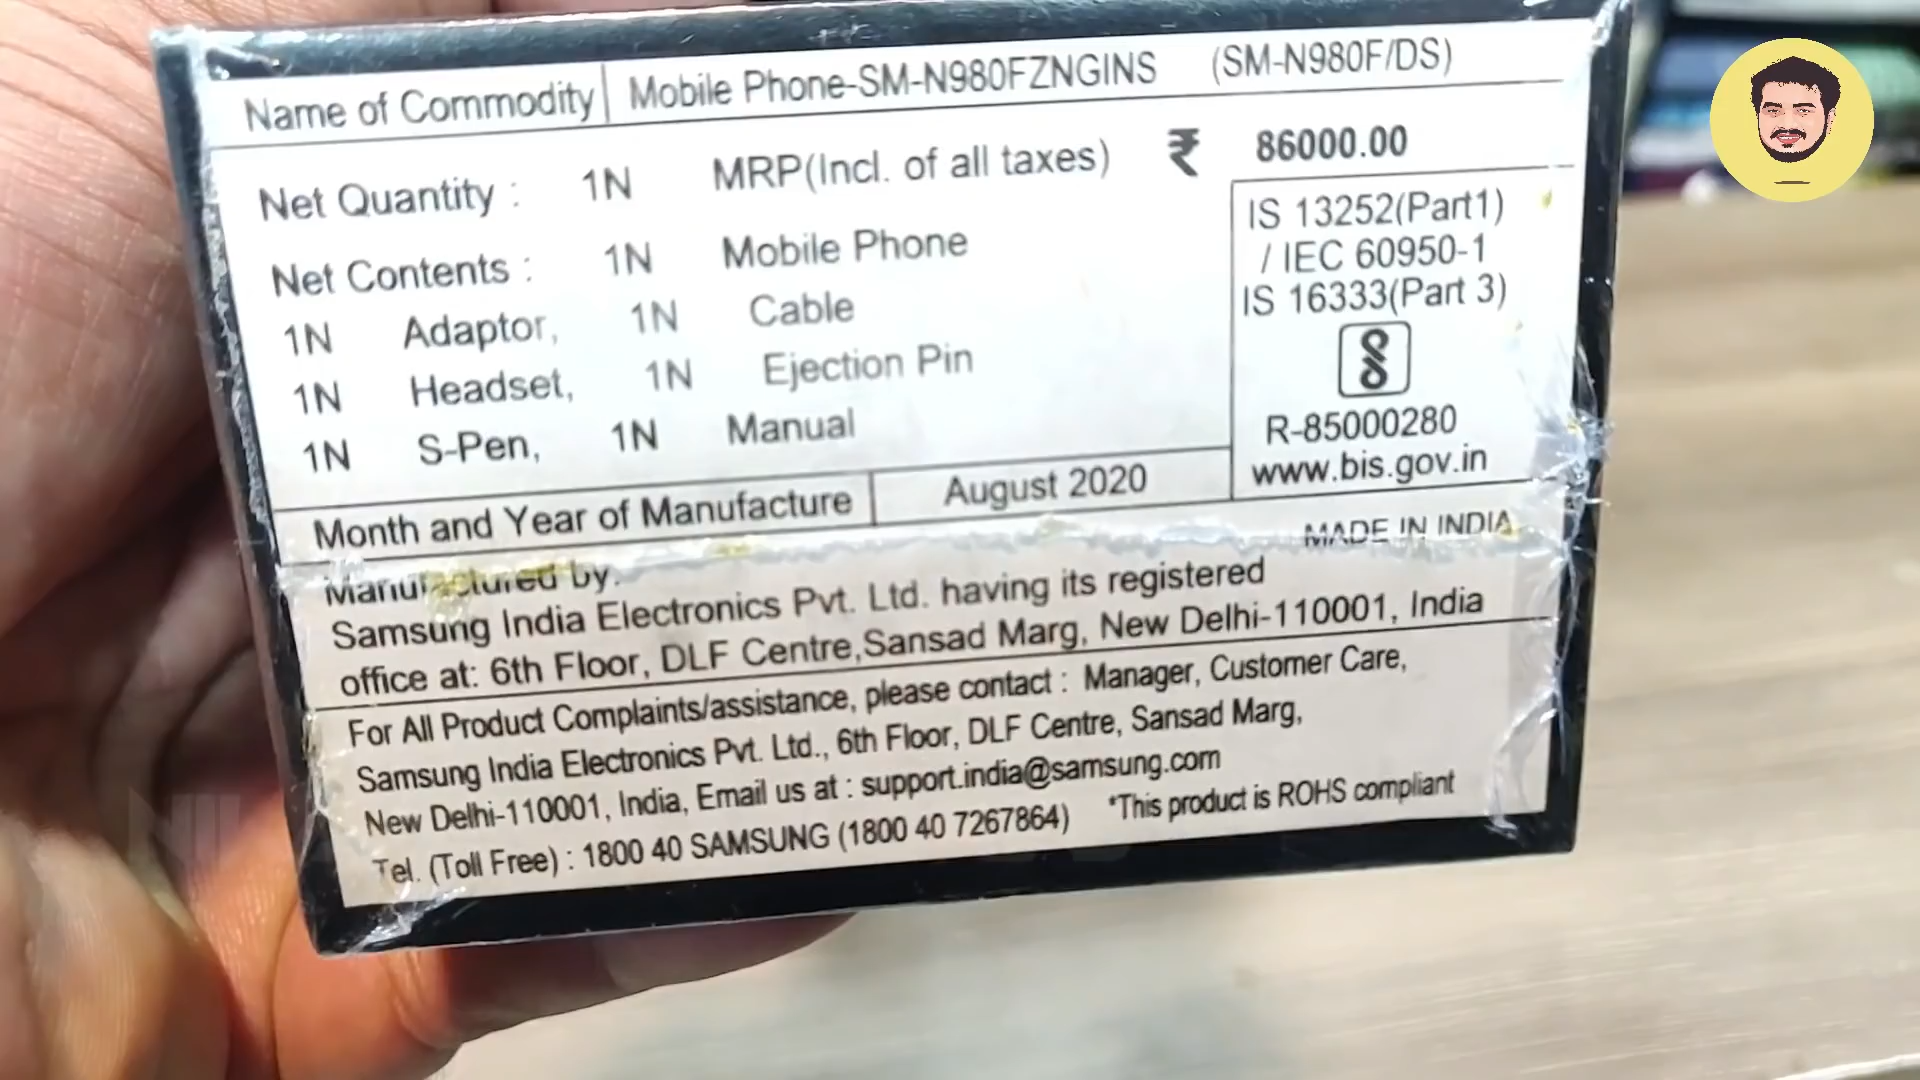 Name of Commodity Mobile Phone-SM-N980FZNGINS (SM-N980F/DS)
Net Quantity : 1N MRP(Incl. of all taxes) ₹ 86000.00
Net Contents : 1N Mobile Phone
1N Adaptor, 1N Cable
1N Headset, 1N Ejection Pin
1N S-Pen, 1N Manual
IS 13252(Part1)
/ IEC 60950-1
IS 16333(Part 3)
R-85000280
www.bis.gov.in
Month and Year of Manufacture August 2020
MADE IN INDIA
Manufactured by:
Samsung India Electronics Pvt. Ltd. having its registered
office at: 6th Floor, DLF Centre,Sansad Marg, New Delhi-110001, India
For All Product Complaints/assistance, please contact : Manager, Customer Care,
Samsung India Electronics Pvt. Ltd., 6th Floor, DLF Centre, Sansad Marg,
New Delhi-110001, India, Email us at : support.india@samsung.com
Tel. (Toll Free) : 1800 40 SAMSUNG (1800 40 7267864) *This product is ROHS compliant